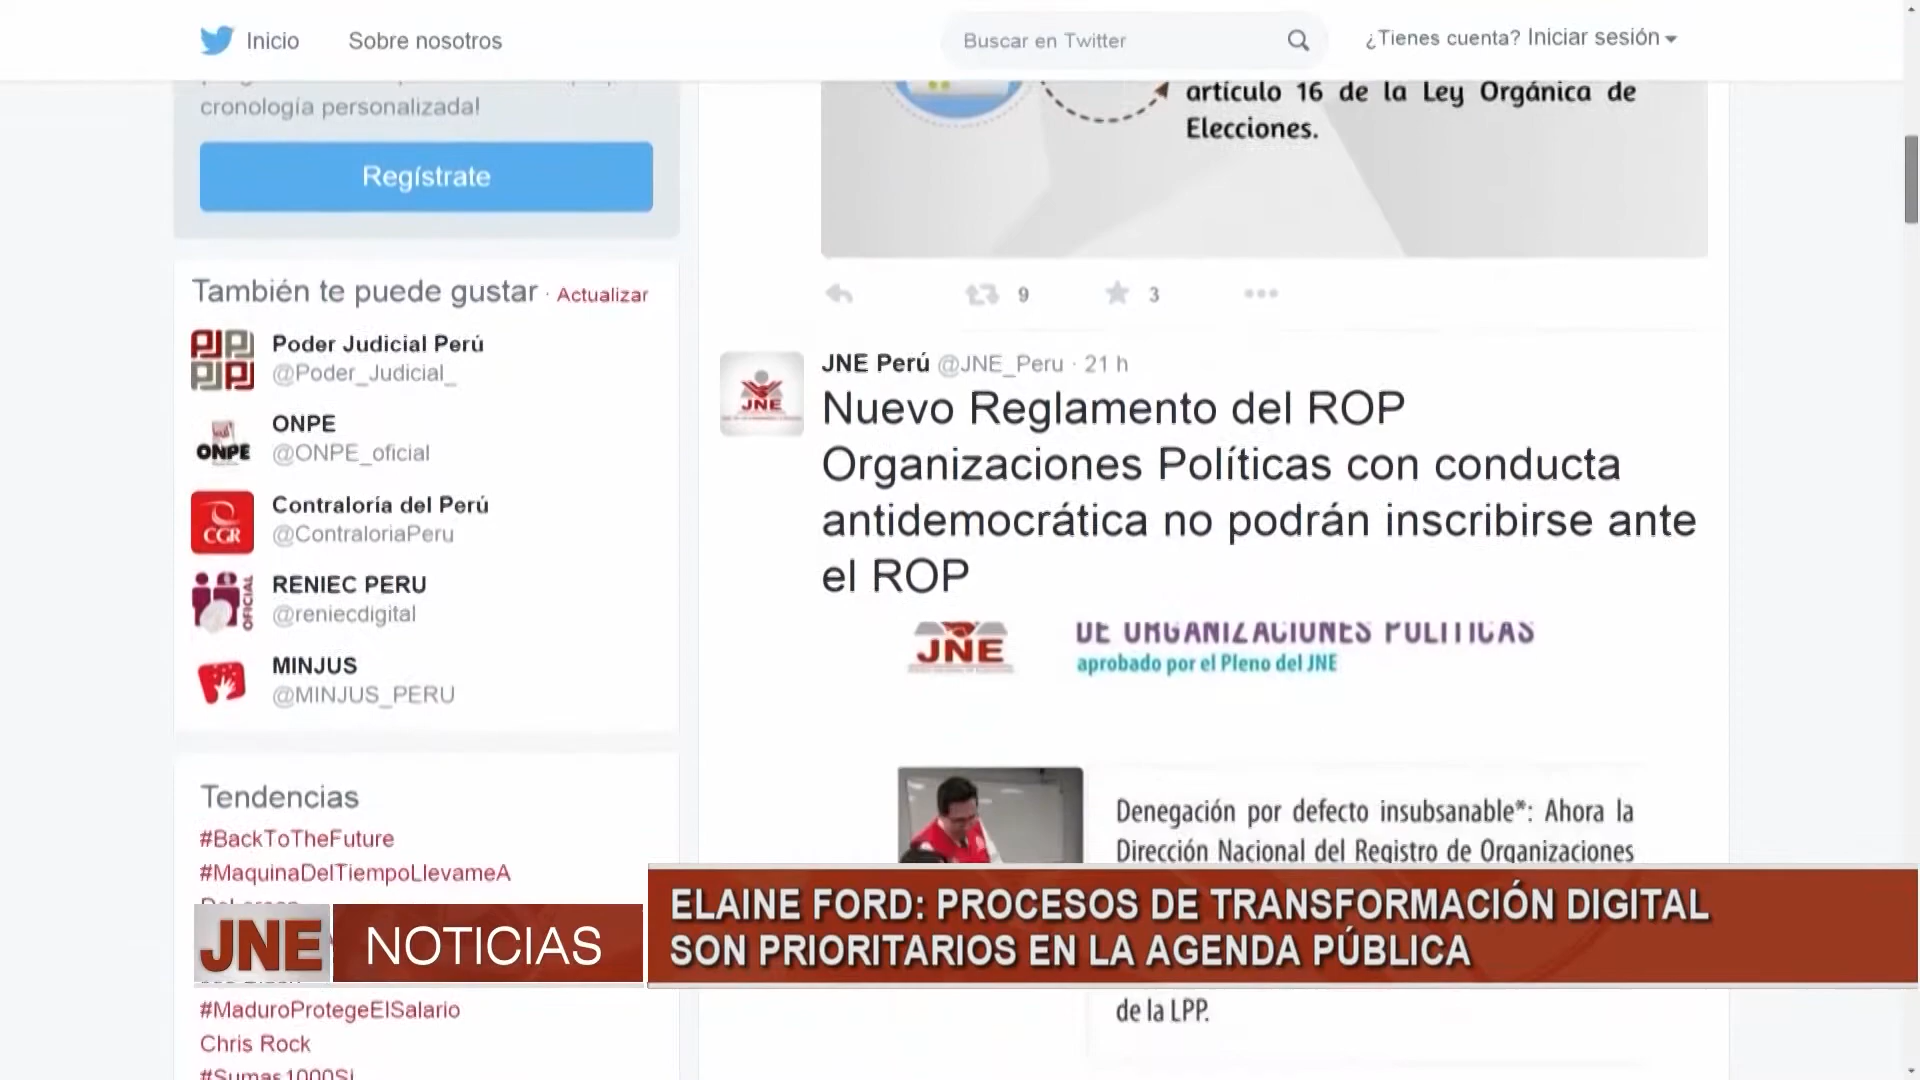 Inicio
Sobre nosotros
Buscar en Twitter
¿Tienes cuenta? Iniciar sesión
cronología personalizada!
Regístrate
También te puede gustar · Actualizar
Poder Judicial Perú
@Poder_Judicial_
ONPE
ONPE
@ONPE_oficial
CGR
Contraloría del Perú
@ContraloriaPeru
OFICIAL
RENIEC PERU
@reniecdigital
MINJUS
@MINJUS_PERU
Tendencias
#BackToTheFuture
#MaquinaDelTiempoLlevameA
#MaduroProtegeElSalario
Chris Rock
#Sumas1000Si
artículo 16 de la Ley Orgánica de
Elecciones.
9
3
JNE
JNE Perú @JNE_Peru · 21 h
Nuevo Reglamento del ROP
Organizaciones Políticas con conducta
antidemocrática no podrán inscribirse ante
el ROP
JNE
DE ORGANIZACIONES POLÍTICAS
aprobado por el Pleno del JNE
Denegación por defecto insubsanable*: Ahora la
Dirección Nacional del Registro de Organizaciones
de la LPP.
JNE NOTICIAS
ELAINE FORD: PROCESOS DE TRANSFORMACIÓN DIGITAL
SON PRIORITARIOS EN LA AGENDA PÚBLICA